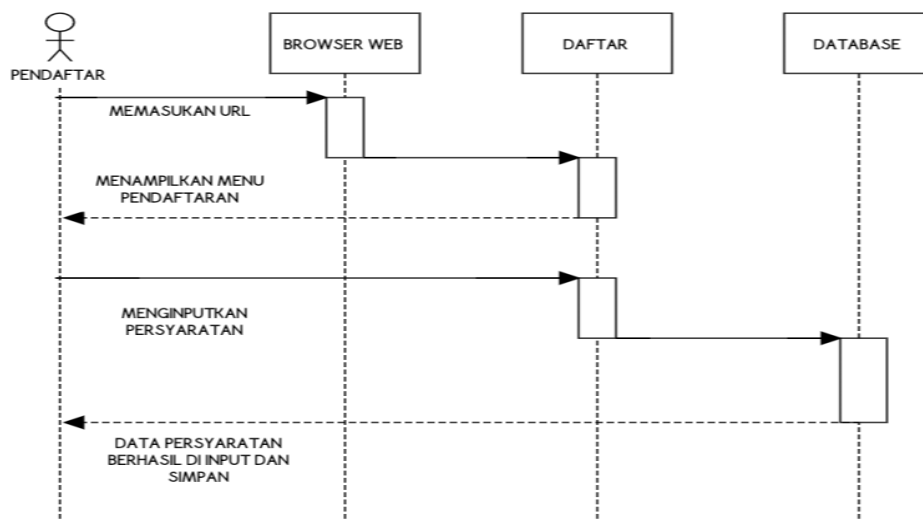 PENDAFTAR
BROWSER WEB
DAFTAR
DATABASE
MEMASUKAN URL
MENAMPILKAN MENU
PENDAFTARAN
MENGINPUTKAN
PERSYARATAN
DATA PERSYARATAN
BERHASIL DI INPUT DAN
SIMPAN